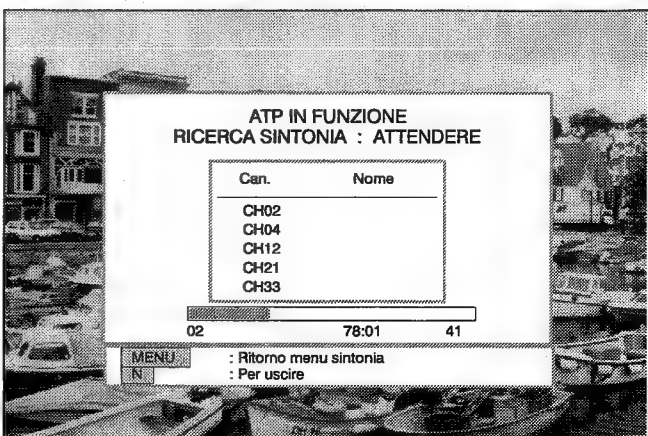 ATP IN FUNZIONE
RICERCA SINTONIA : ATTENDERE
Can. Nome
CH02
CH04
CH12
CH21
CH33
02 78:01 41
MENU : Ritorno menu sintonia
N : Per uscire